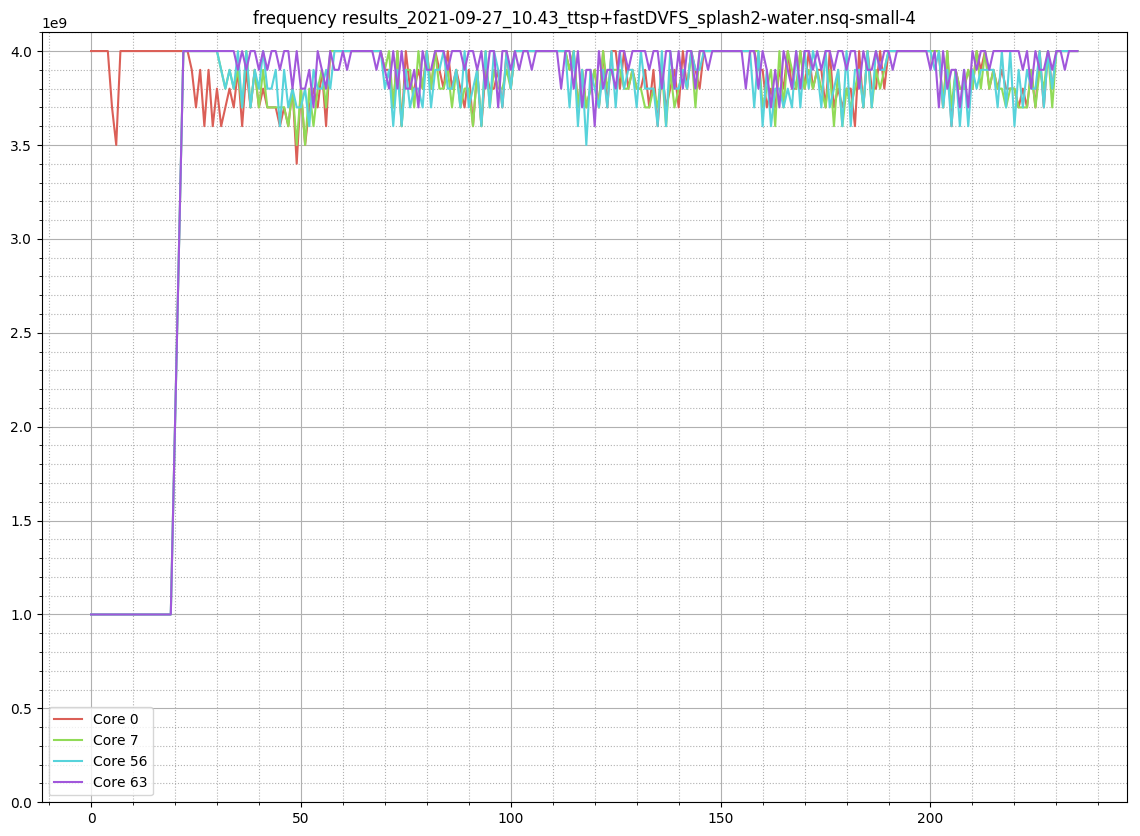 frequency results_2021-09-27_10.43_ttsp+fastDVFS_splash2-water.nsq-small-4
1e9
4.0
3.5
3.0
2.5
2.0
1.5
1.0
0.5
0.0
Core 0
Core 7
Core 56
Core 63
0 50 100 150 200